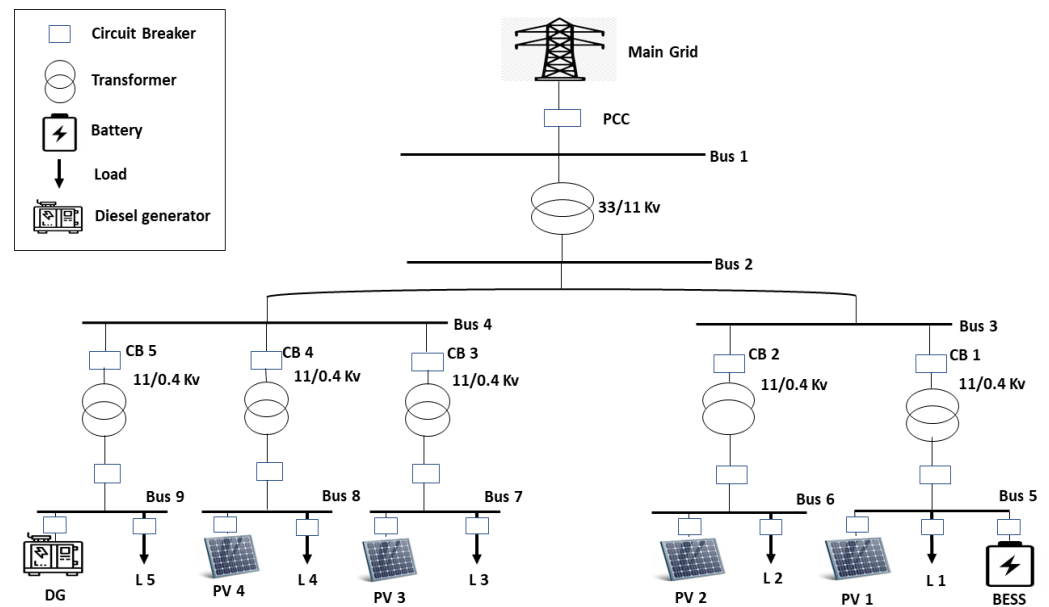 Circuit Breaker
Transformer
Battery
Load
Diesel generator
Main Grid
PCC
Bus 1
33/11 Kv
Bus 2
Bus 4
Bus 3
CB 5
CB 4
CB 3
CB 2
CB 1
11/0.4 Kv
11/0.4 Kv
11/0.4 Kv
11/0.4 Kv
11/0.4 Kv
Bus 9
Bus 8
Bus 7
Bus 6
Bus 5
DG
L 5
PV 4
L 4
PV 3
L 3
PV 2
L 2
PV 1
L 1
BESS